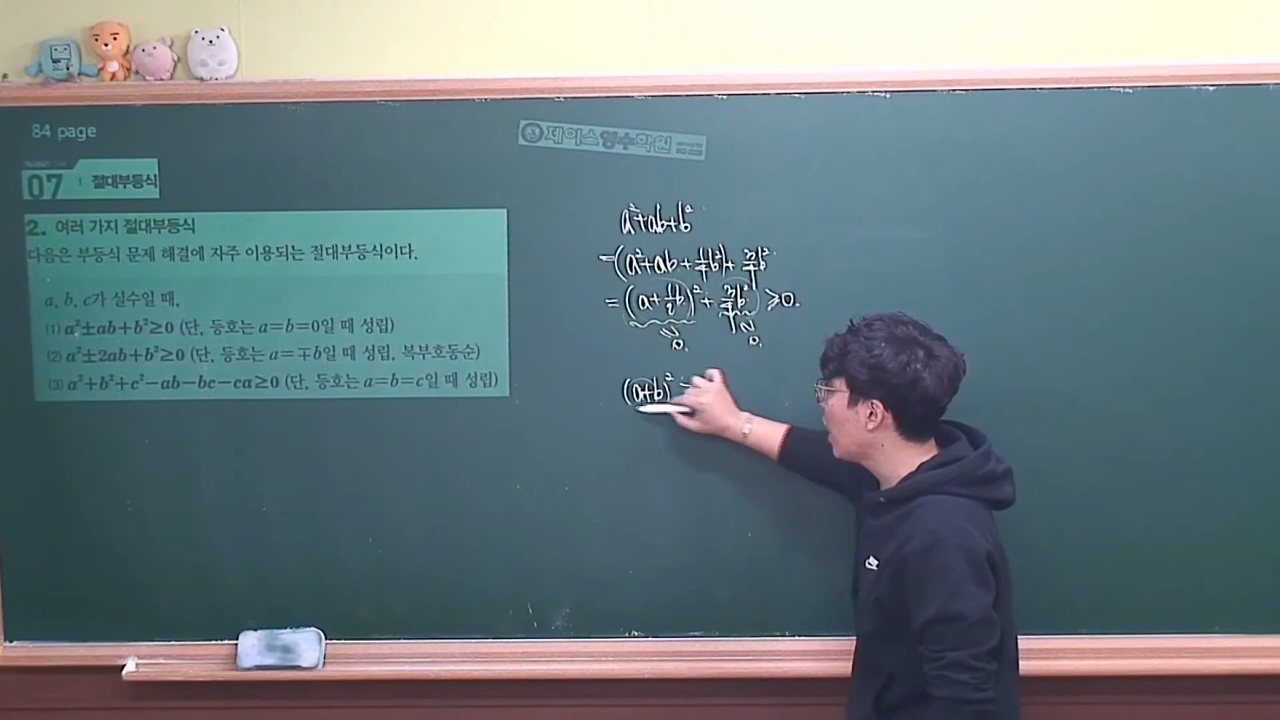 84 page
제이스영수학원
07 절대부등식
2. 여러 가지 절대부등식
다음은 부등식 문제 해결에 자주 이용되는 절대부등식이다.
a, b, c가 실수일 때,
(1) a²±ab+b²≥0 (단, 등호는 a=b=0일 때 성립)
(2) a²±2ab+b²≥0 (단, 등호는 a=∓b일 때 성립, 복부호동순)
(3) a²+b²+c²−ab−bc−ca≥0 (단, 등호는 a=b=c일 때 성립)
a²+ab+b²
=(a²+ab+¼b²)+¾b²
=(a+½b)²+¾b² ≥0.
(a+b)²